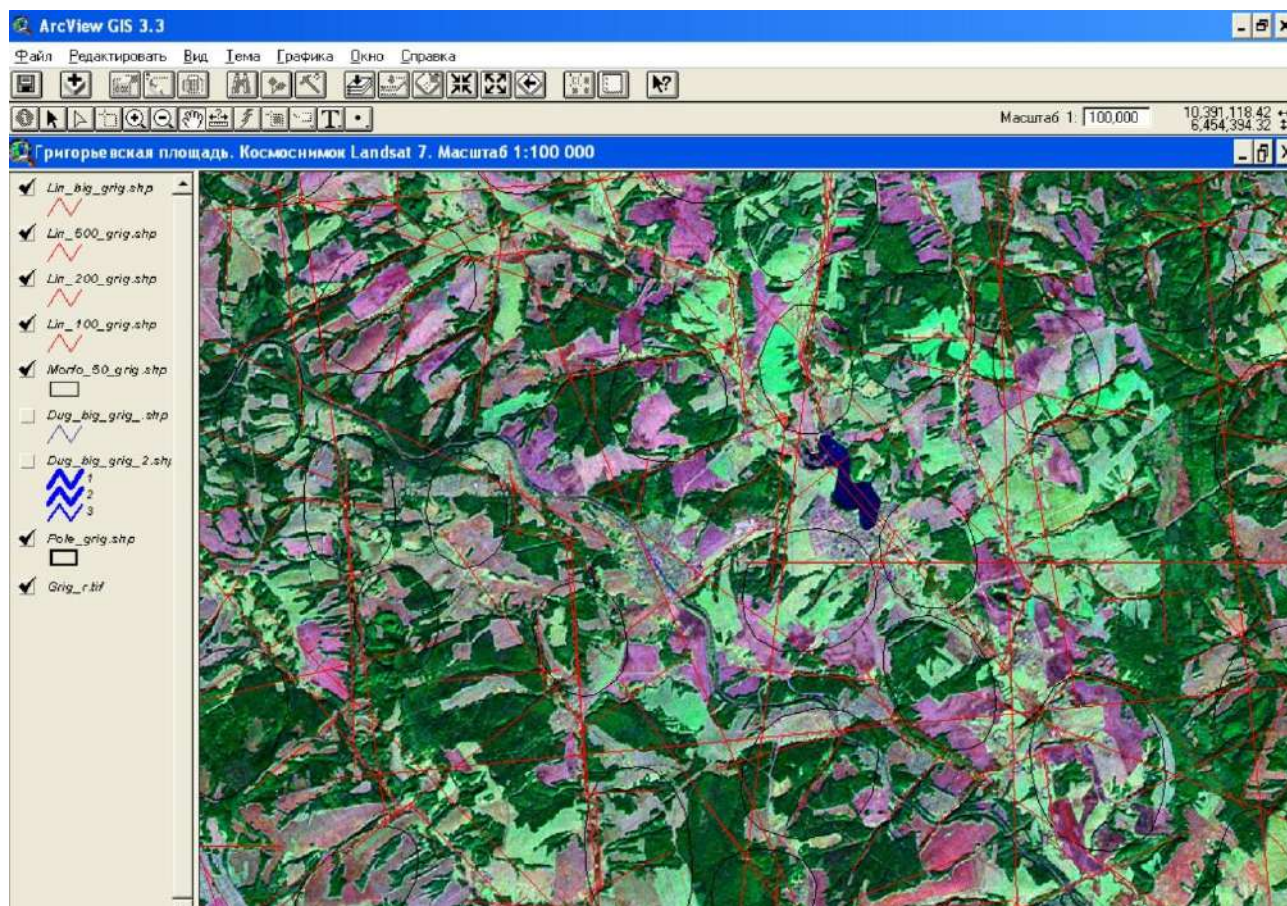 ArcView GIS 3.3
Файл Редактировать Вид Тема Графика Окно Справка
Масштаб 1: 100,000
10,391,118.42
6,454,394.32
Григорьевская площадь. Космоснимок Landsat 7. Масштаб 1:100 000
Lin_big_grig.shp
Lin_500_grig.shp
Lin_200_grig.shp
Lin_100_grig.shp
Morfo_50_grig.shp
Dug_big_grig_.shp
Dug_big_grig_2.shp
1
2
3
Pole_grig.shp
Grig_r.tif